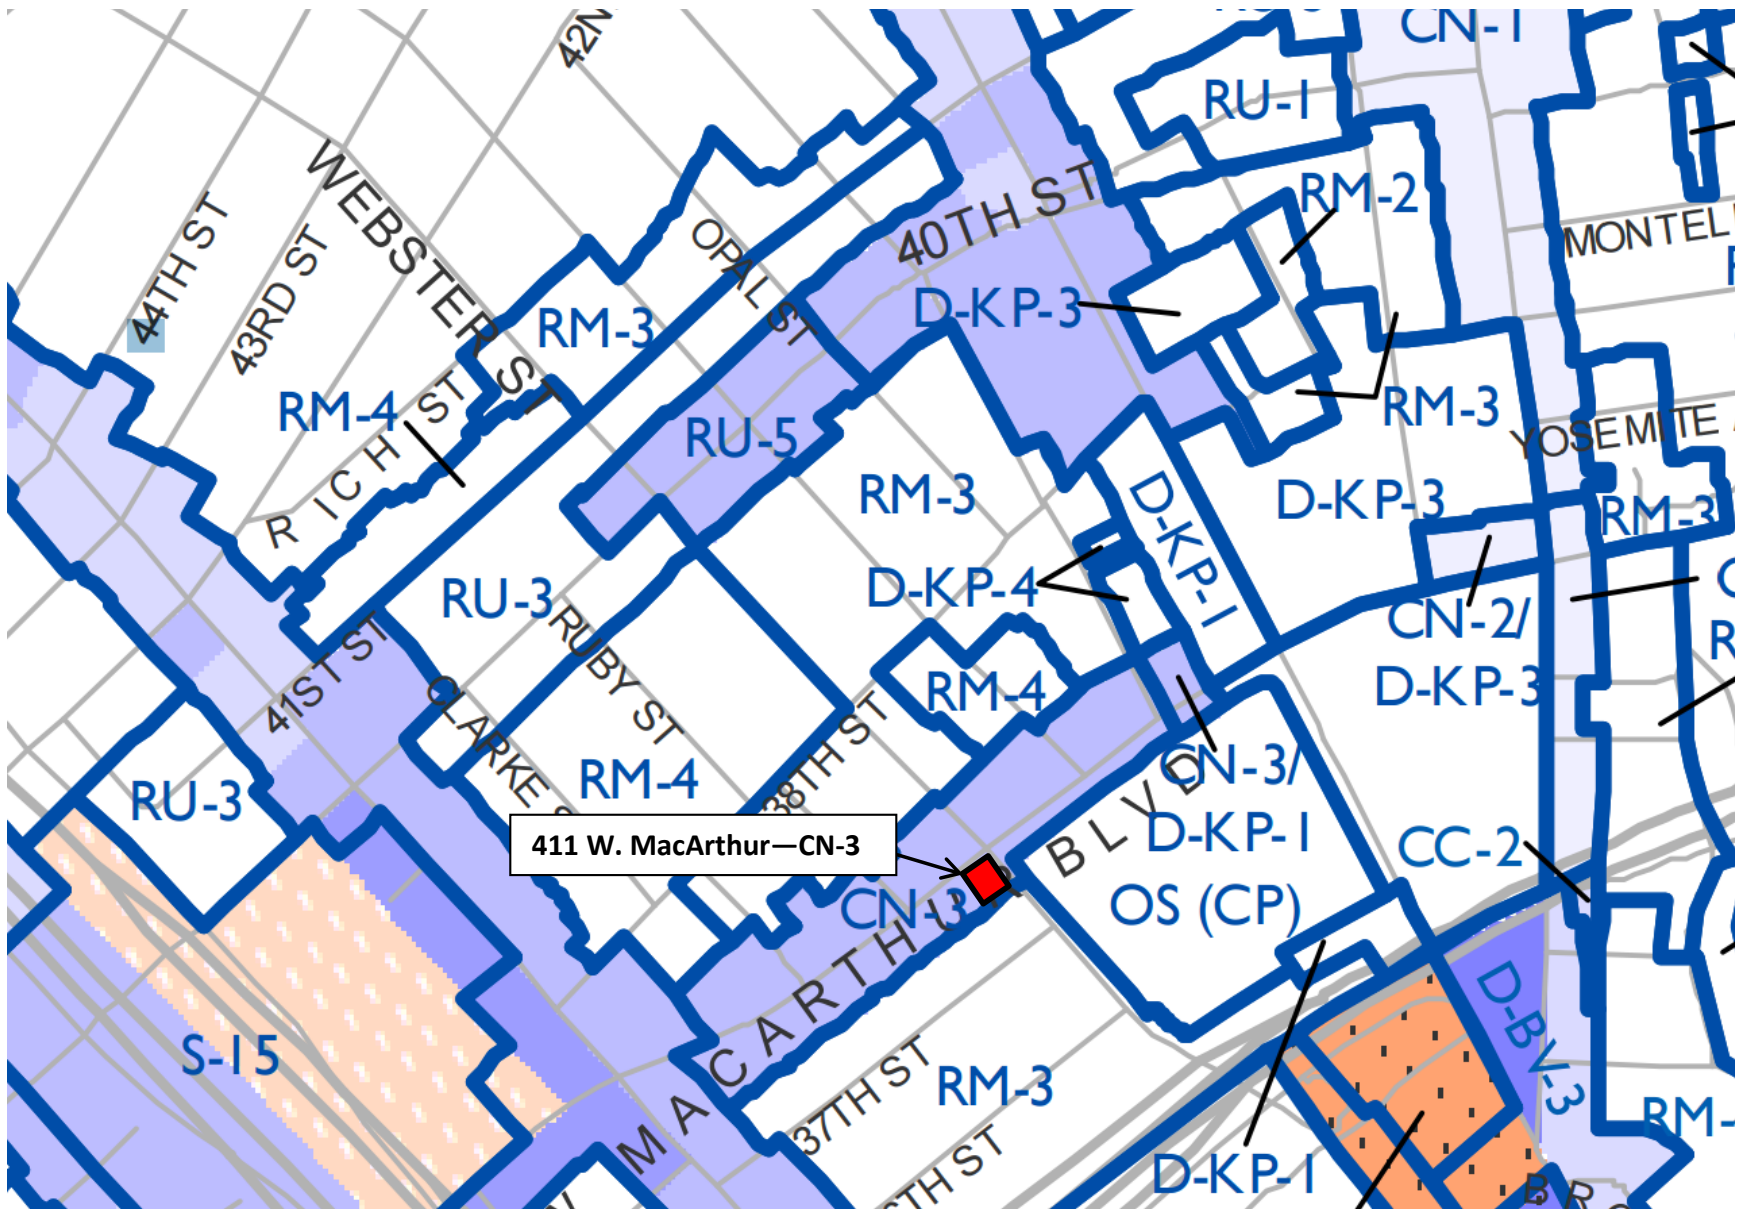 CN-1
42N
RU-1
WEBSTER ST
RM-2
44TH ST
43RD ST
OPAL ST
40TH ST
MONTEL
D-KP-3
RM-3
RM-4
RICH ST
RU-5
RM-3
YOSEMITE
RM-3
D-KP-1
D-KP-3
RM-3
RU-3
D-KP-4
RUBY ST
CN-2/
D-KP-3
41ST ST
CLARKE S
RM-4
38TH ST
RM-4
RU-3
CN-3/
D-KP-1
411 W. MacArthur—CN-3
CC-2
CN-3
OS (CP)
MACARTHUR BLVD
S-15
D-BV-3
37TH ST
RM-3
RM-
D-KP-1
TH ST
BRO